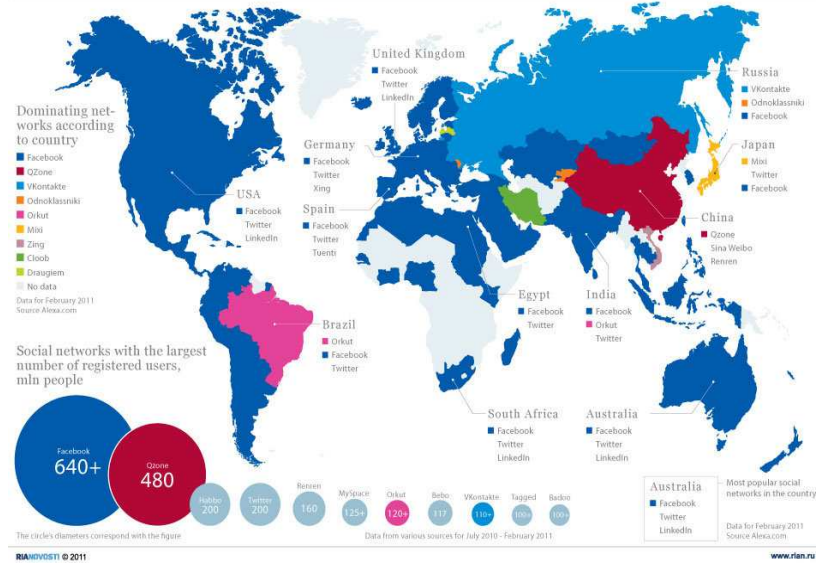 United Kingdom
Facebook
Twitter
LinkedIn
Russia
VKontakte
Odnoklassniki
Facebook
Dominating net-
works according
to country
Facebook
QZone
VKontakte
Odnoklassniki
Orkut
Mixi
Zing
Cloob
Draugiem
No data
Data for February 2011
Source Alexa.com
Germany
Facebook
Twitter
Xing
Japan
Mixi
Twitter
Facebook
USA
Facebook
Twitter
LinkedIn
Spain
Facebook
Twitter
Tuenti
China
Qzone
Sina Weibo
Renren
Egypt
Facebook
Twitter
India
Facebook
Orkut
Twitter
Brazil
Orkut
Facebook
Twitter
Social networks with the largest
number of registered users,
mln people
South Africa
Facebook
Twitter
LinkedIn
Australia
Facebook
Twitter
LinkedIn
Facebook
640+
Qzone
480
Habbo
200
Twitter
200
Renren
160
MySpace
125+
Orkut
120+
Bebo
117
VKontakte
110+
Tagged
100+
Badoo
100+
Australia
Facebook
Twitter
LinkedIn
Most popular social
networks in the country
Data for February 2011
Source Alexa.com
The circle's diameters correspond with the figure
Data from various sources for July 2010 - February 2011
RIANOVOSTI © 2011
www.rian.ru